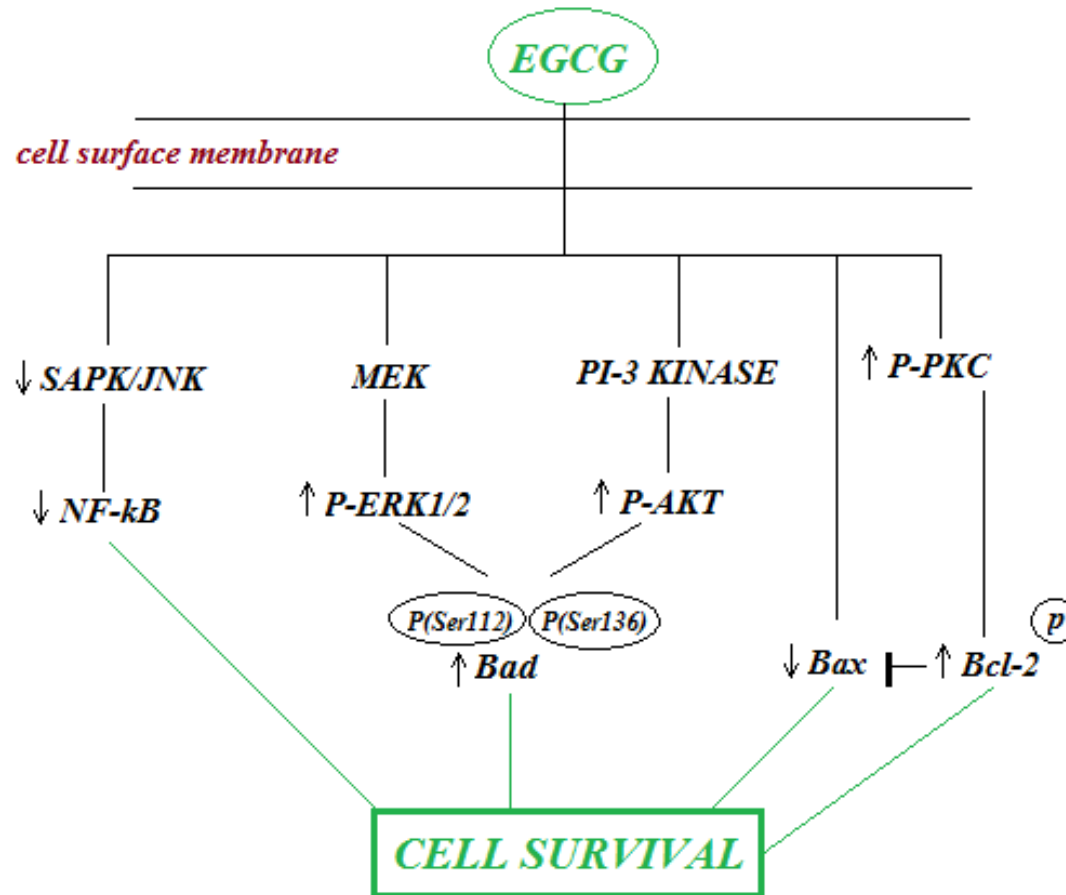 EGCG
cell surface membrane
↓ SAPK/JNK
MEK
PI-3 KINASE
↑ P-PKC
↓ NF-kB
↑ P-ERK1/2
↑ P-AKT
P(Ser112)
P(Ser136)
p
↑ Bad
↓ Bax
↑ Bcl-2
CELL SURVIVAL